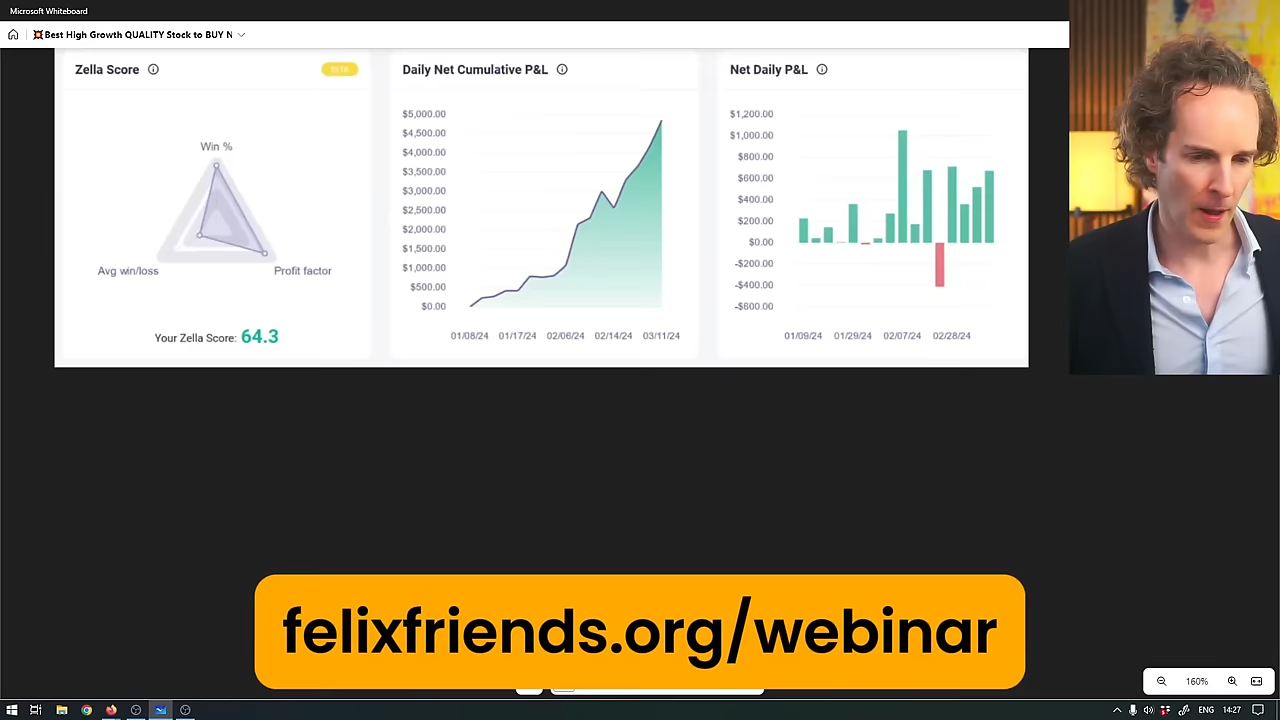 Microsoft Whiteboard
💥Best High Growth QUALITY Stock to BUY N
Zella Score
BETA
Win %
Avg win/loss
Profit factor
Your Zella Score: 64.3
Daily Net Cumulative P&L
$5,000.00
$4,500.00
$4,000.00
$3,500.00
$3,000.00
$2,500.00
$2,000.00
$1,500.00
$1,000.00
$500.00
$0.00
01/08/24 01/17/24 02/06/24 02/14/24 03/11/24
Net Daily P&L
$1,200.00
$1,000.00
$800.00
$600.00
$400.00
$200.00
$0.00
-$200.00
-$400.00
-$600.00
01/09/24 01/29/24 02/07/24 02/28/24
felixfriends.org/webinar
160%
ENG 14:27